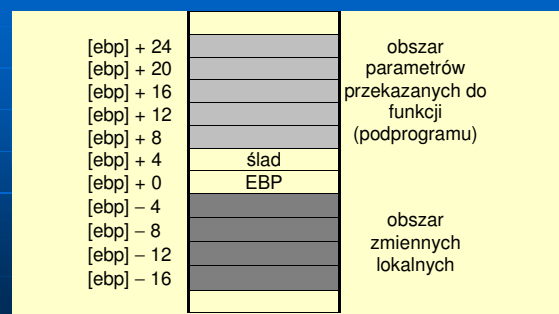 [ebp] + 24
[ebp] + 20
[ebp] + 16
[ebp] + 12
[ebp] + 8
[ebp] + 4
[ebp] + 0
[ebp] – 4
[ebp] – 8
[ebp] – 12
[ebp] – 16
ślad
EBP
obszar
parametrów
przekazanych do
funkcji
(podprogramu)
obszar
zmiennych
lokalnych